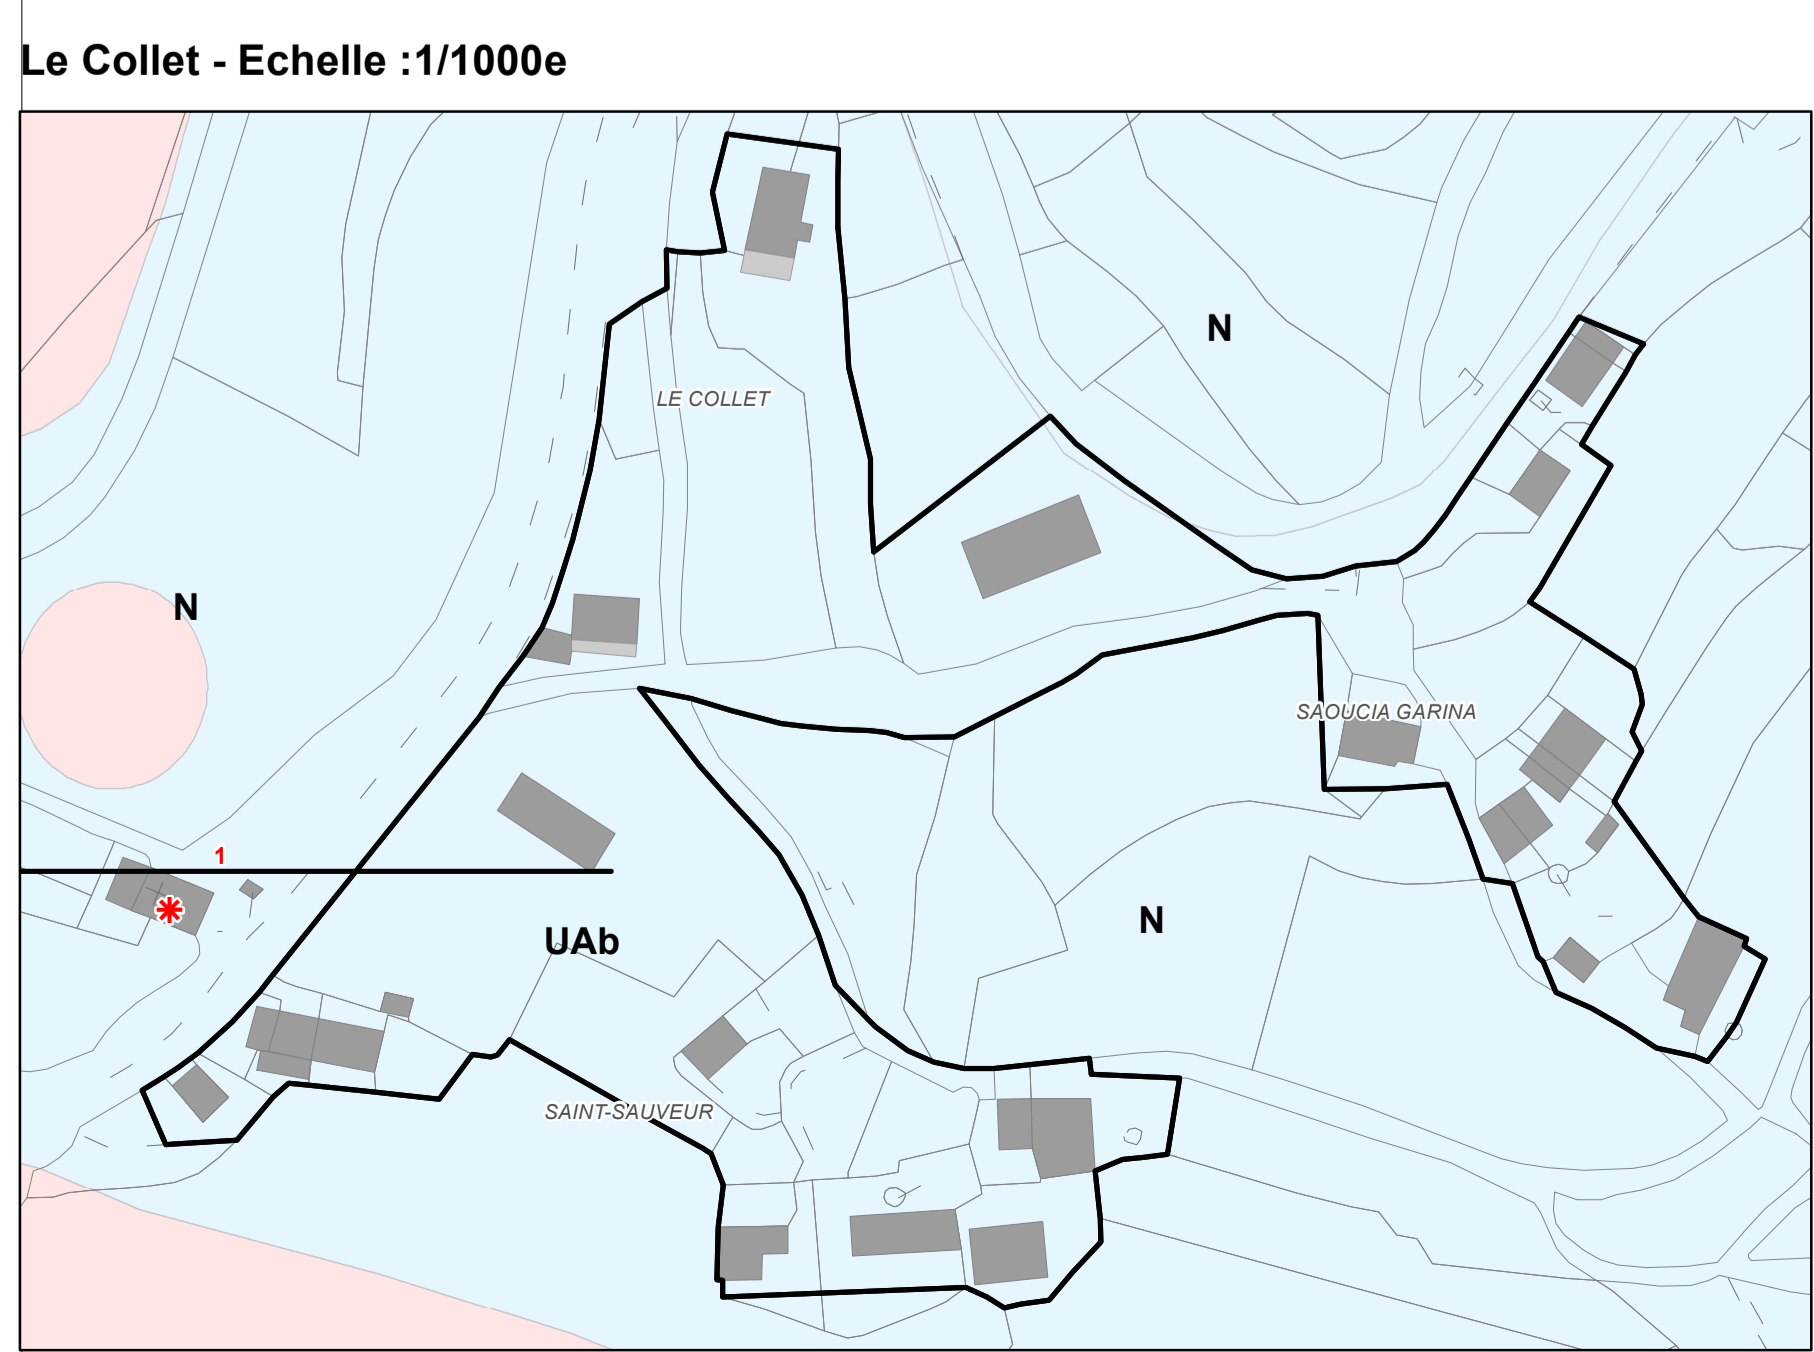 Le Collet - Echelle :1/1000e
N
LE COLLET
N
SAOUCIA GARINA
1
N
UAb
SAINT-SAUVEUR